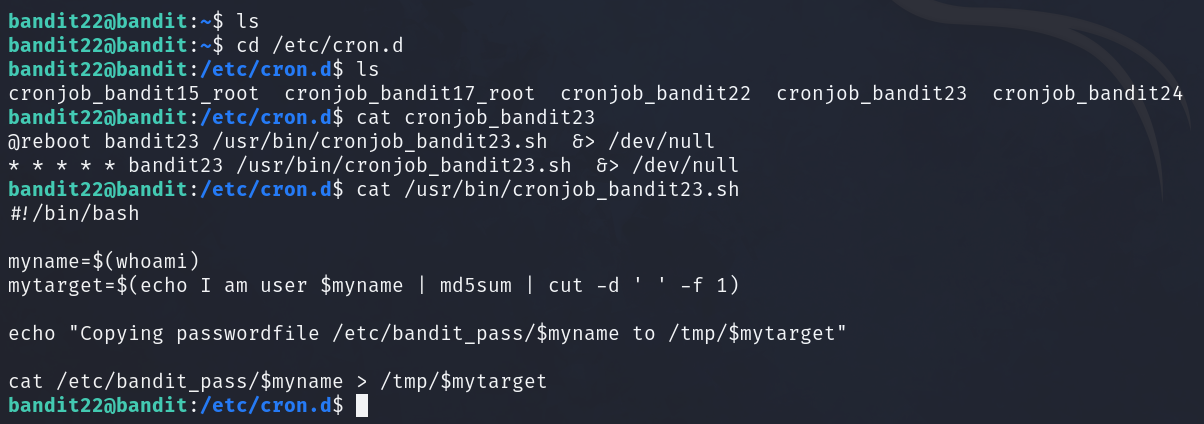 bandit22@bandit:~$ ls
bandit22@bandit:~$ cd /etc/cron.d
bandit22@bandit:/etc/cron.d$ ls
cronjob_bandit15_root  cronjob_bandit17_root  cronjob_bandit22  cronjob_bandit23  cronjob_bandit24
bandit22@bandit:/etc/cron.d$ cat cronjob_bandit23
@reboot bandit23 /usr/bin/cronjob_bandit23.sh  &> /dev/null
* * * * * bandit23 /usr/bin/cronjob_bandit23.sh  &> /dev/null
bandit22@bandit:/etc/cron.d$ cat /usr/bin/cronjob_bandit23.sh
#!/bin/bash

myname=$(whoami)
mytarget=$(echo I am user $myname | md5sum | cut -d ' ' -f 1)

echo "Copying passwordfile /etc/bandit_pass/$myname to /tmp/$mytarget"

cat /etc/bandit_pass/$myname > /tmp/$mytarget
bandit22@bandit:/etc/cron.d$